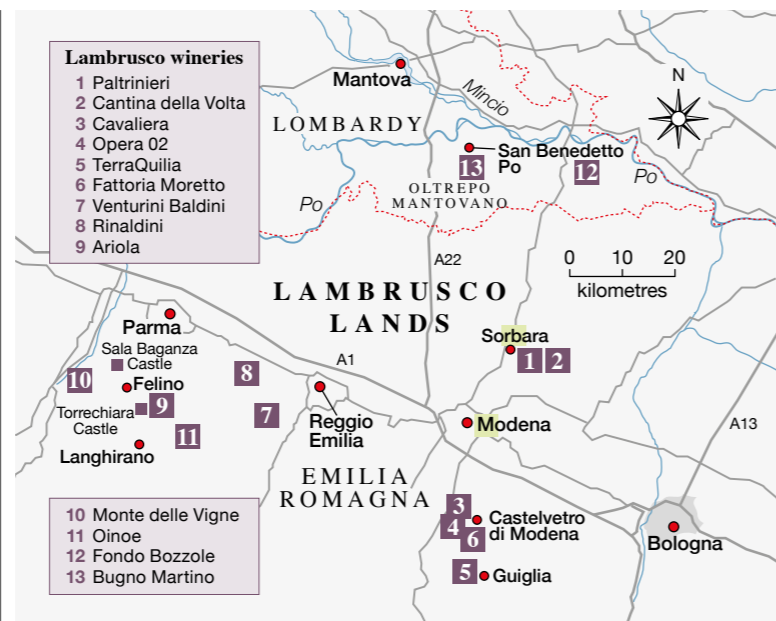 Lambrusco wineries
1 Paltrinieri
2 Cantina della Volta
3 Cavaliera
4 Opera 02
5 TerraQuilia
6 Fattoria Moretto
7 Venturini Baldini
8 Rinaldini
9 Ariola
Mantova
Mincio
N
LOMBARDY
San Benedetto
Po
13
12
OLTREPO
MANTOVANO
Po
Po
A22
0 10 20
kilometres
LAMBRUSCO
LANDS
Parma
Sorbara
1 2
Sala Baganza
Castle
A1
10
Felino
8
9
Torrechiara
Castle
7
Reggio
Emilia
Modena
A13
11
Langhirano
EMILIA
ROMAGNA
3
4
6
Castelvetro
di Modena
Bologna
5
Guiglia
10 Monte delle Vigne
11 Oinoe
12 Fondo Bozzole
13 Bugno Martino